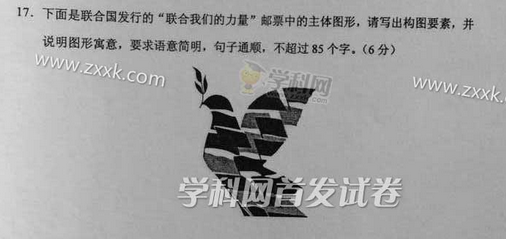 17. 下面是联合国发行的“联合我们的力量”邮票中的主体图形，请写出构图要素，并
说明图形寓意，要求语意简明，句子通顺，不超过85个字。（6分）
www.zxxk.com
学科网
www.zxxk.com
学科网首发试卷